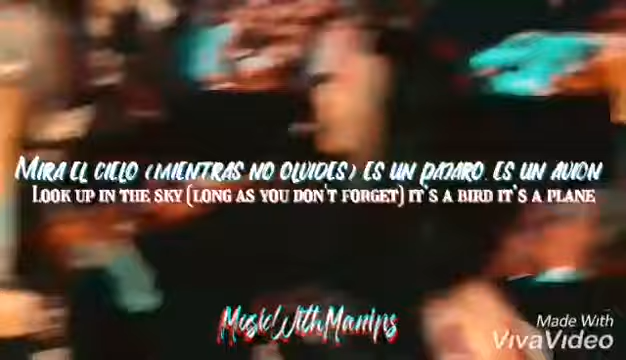 MIRA EL CIELO (MIENTRAS NO OLVIDES) ES UN PAJARO, ES UN AVION
LOOK UP IN THE SKY (LONG AS YOU DON'T FORGET) IT'S A BIRD IT'S A PLANE
MusicWithManins
Made With
VivaVideo